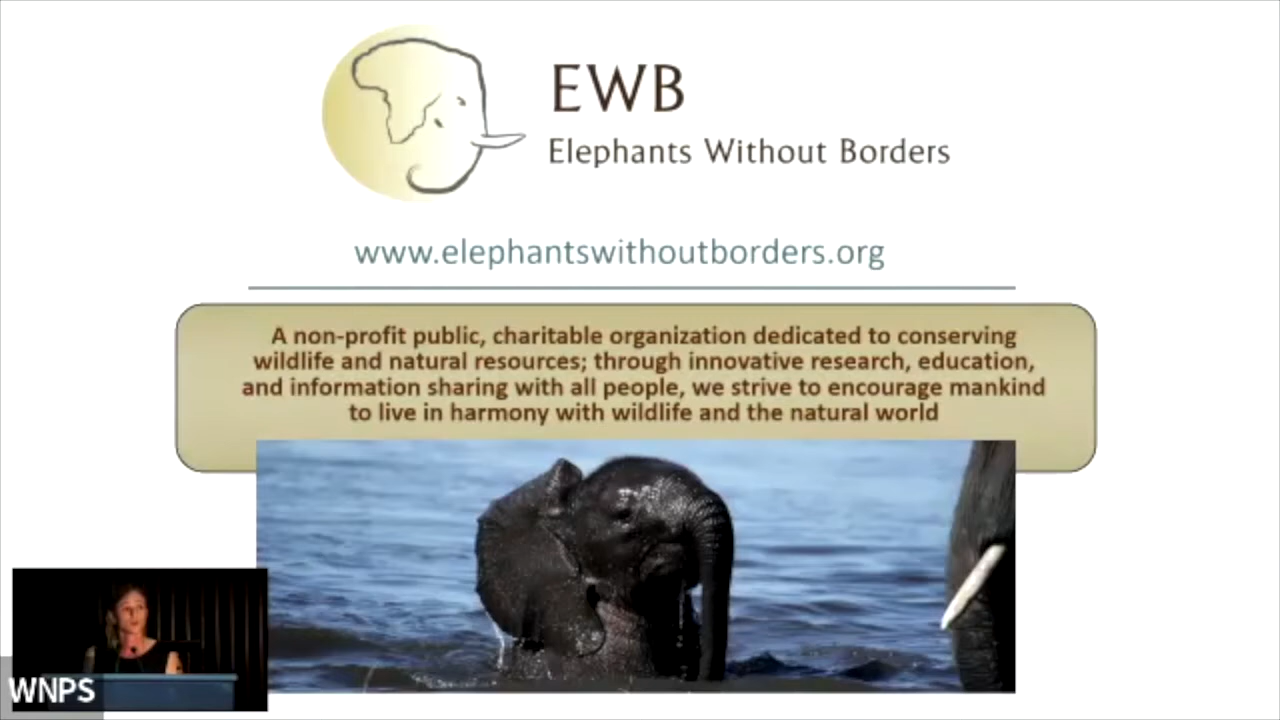 EWB
Elephants Without Borders
www.elephantswithoutborders.org
A non-profit public, charitable organization dedicated to conserving
wildlife and natural resources; through innovative research, education,
and information sharing with all people, we strive to encourage mankind
to live in harmony with wildlife and the natural world
WNPS